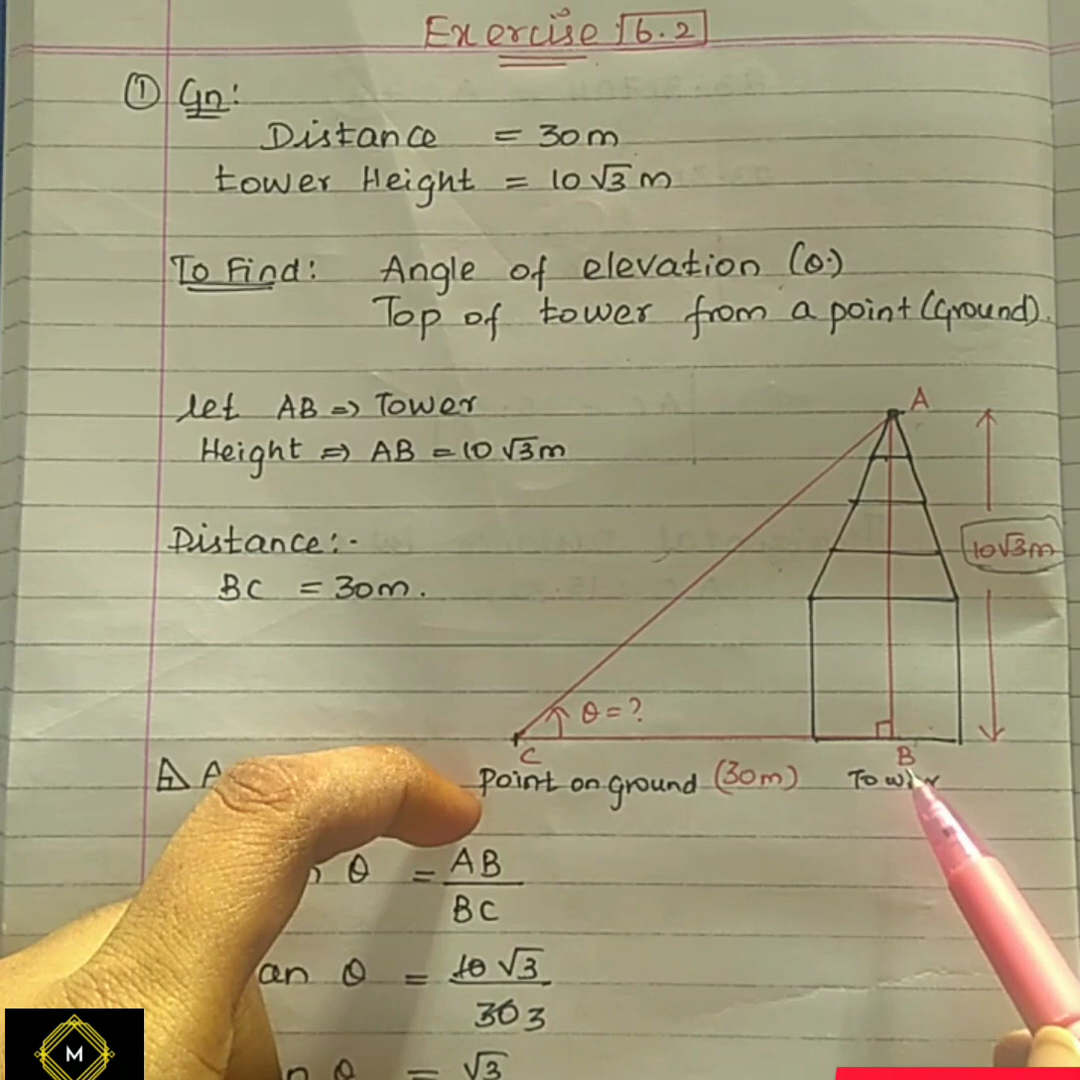 Exercise 6.2
① Gn:
Distance = 30m
tower Height = 10√3 m
To Find: Angle of elevation (θ)
Top of tower from a point (Ground).
let AB ⇒ Tower
Height ⇒ AB = 10√3m
Distance:-
BC = 30m.
A
10√3m
θ = ?
C
B
Point on ground (30m)
Tower
θ = AB
BC
an θ = 10√3
30 3
n θ = √3
M